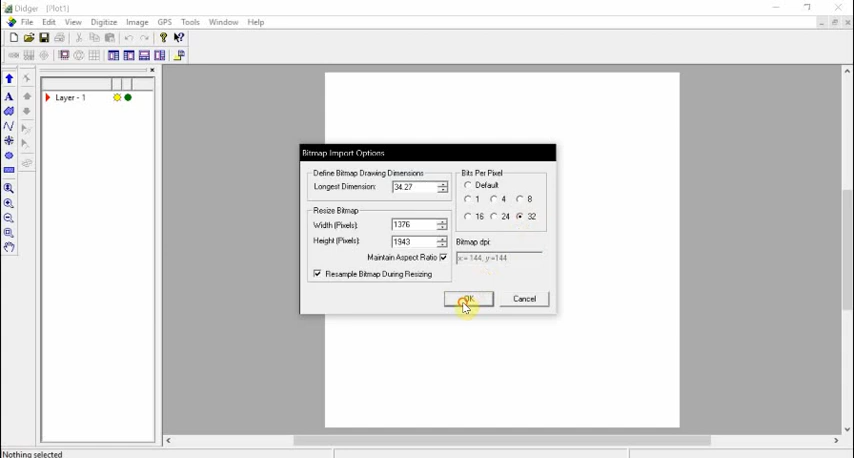 Didger - [Plot1]
File Edit View Digitize Image GPS Tools Window Help
Layer - 1
Bitmap Import Options
Define Bitmap Drawing Dimensions
Longest Dimension: 34.27
Resize Bitmap
Width (Pixels): 1376
Height (Pixels): 1943
Maintain Aspect Ratio
Resample Bitmap During Resizing
Bits Per Pixel
Default
1 4 8
16 24 32
Bitmap dpi:
x = 144, y =144
OK Cancel
Nothing selected